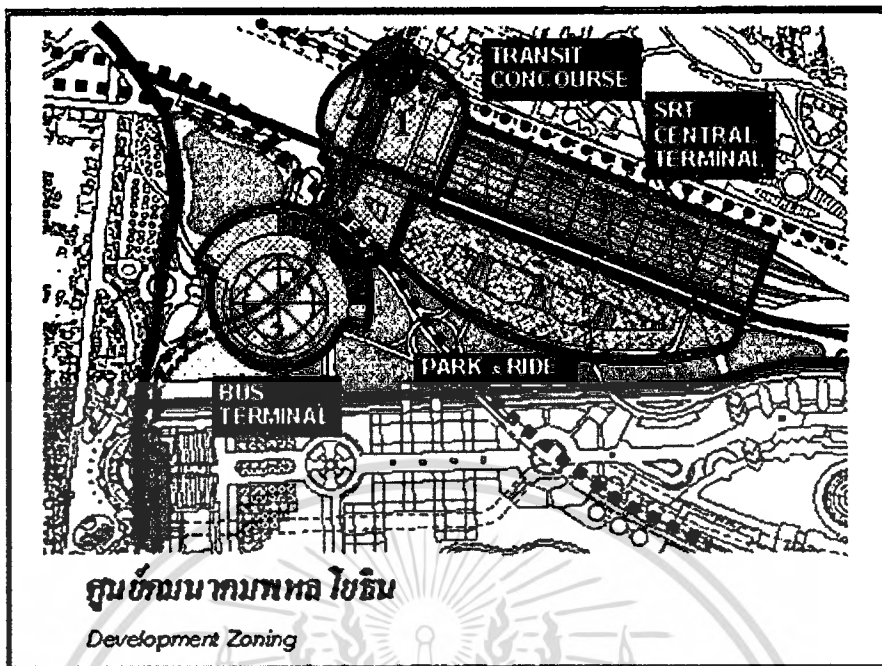 TRANSIT
CONCOURSE
SRT
CENTRAL
TERMINAL
1
PARK & RIDE
BUS
TERMINAL
ศูนย์คมนาคมพหลโยธิน
Development Zoning